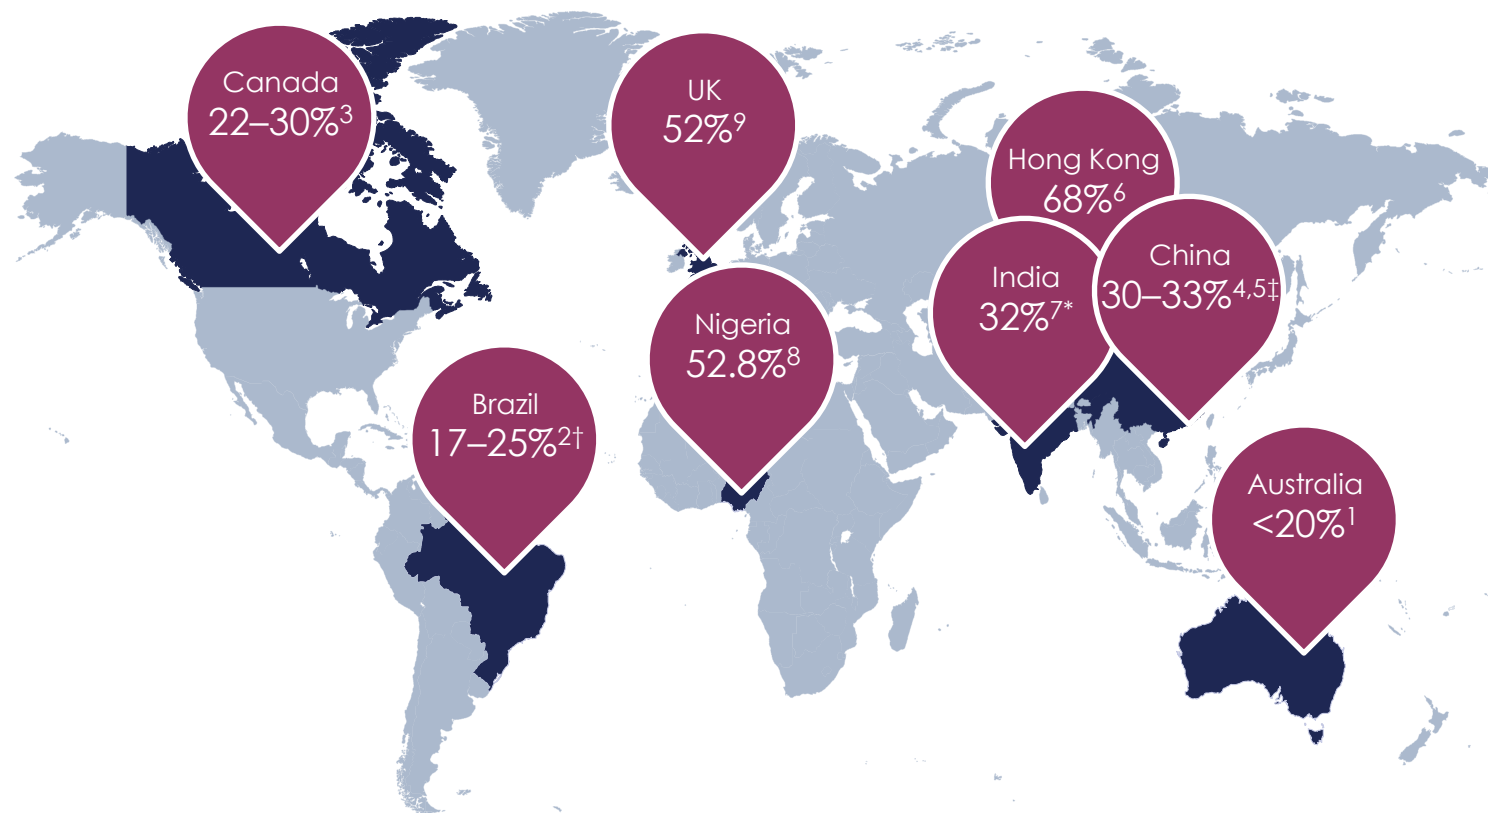 Canada
22–30%³
UK
52%⁹
Hong Kong
68%⁶
China
30–33%⁴,⁵‡
India
32%⁷*
Nigeria
52.8%⁸
Brazil
17–25%²†
Australia
<20%¹